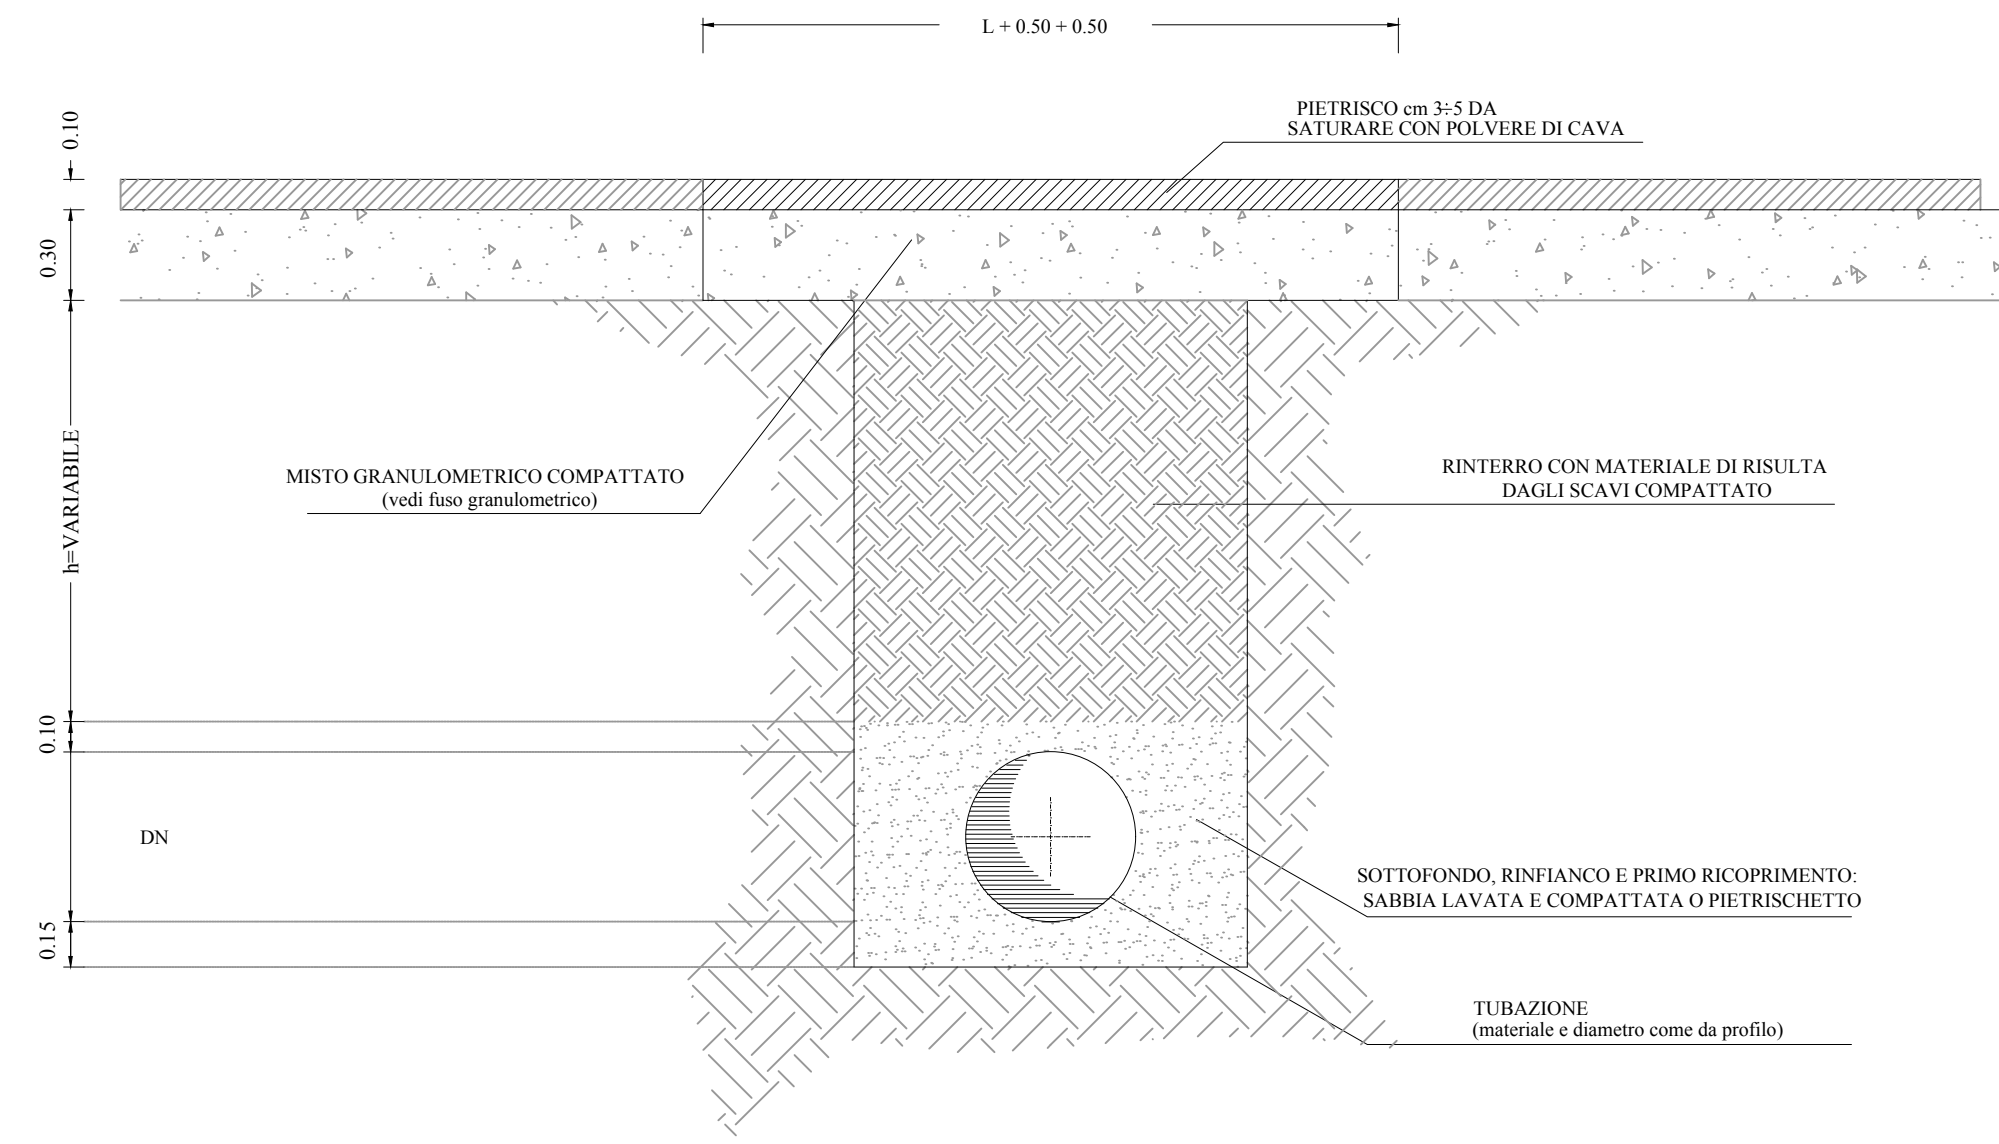 L + 0.50 + 0.50
PIETRISCO cm 3÷5 DA
SATURARE CON POLVERE DI CAVA
0.10
0.30
h=VARIABILE
MISTO GRANULOMETRICO COMPATTATO
(vedi fuso granulometrico)
RINTERRO CON MATERIALE DI RISULTA
DAGLI SCAVI COMPATTATO
0.10
DN
SOTTOFONDO, RINFIANCO E PRIMO RICOPRIMENTO:
SABBIA LAVATA E COMPATTATA O PIETRISCHETTO
0.15
TUBAZIONE
(materiale e diametro come da profilo)